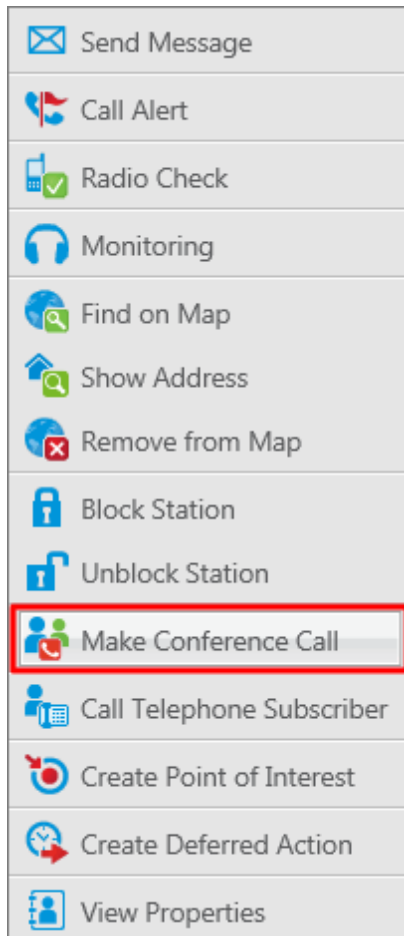 Send Message
Call Alert
Radio Check
Monitoring
Find on Map
Show Address
Remove from Map
Block Station
Unblock Station
Make Conference Call
Call Telephone Subscriber
Create Point of Interest
Create Deferred Action
View Properties